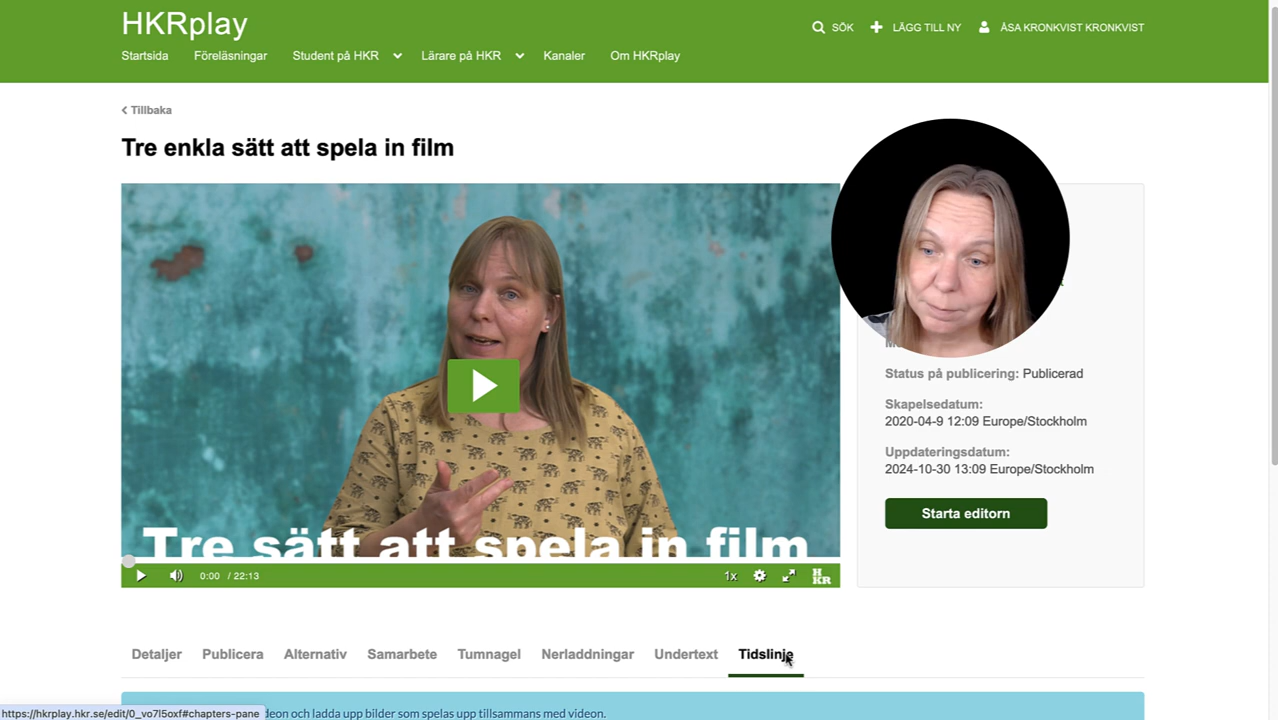 HKRplay
SÖK
LÄGG TILL NY
ÅSA KRONKVIST KRONKVIST
Startsida
Föreläsningar
Student på HKR
Lärare på HKR
Kanaler
Om HKRplay
Tillbaka
Tre enkla sätt att spela in film
Status på publicering: Publicerad
Skapelsedatum:
2020-04-9 12:09 Europe/Stockholm
Uppdateringsdatum:
2024-10-30 13:09 Europe/Stockholm
Starta editorn
Tre sätt att spela in film
0:00 / 22:13
1x
HKR
Detaljer
Publicera
Alternativ
Samarbete
Tumnagel
Nerladdningar
Undertext
Tidslinje
och ladda upp bilder som spelas upp tillsammans med videon.
https://hkrplay.hkr.se/edit/0_vo7l5oxf#chapters-pane